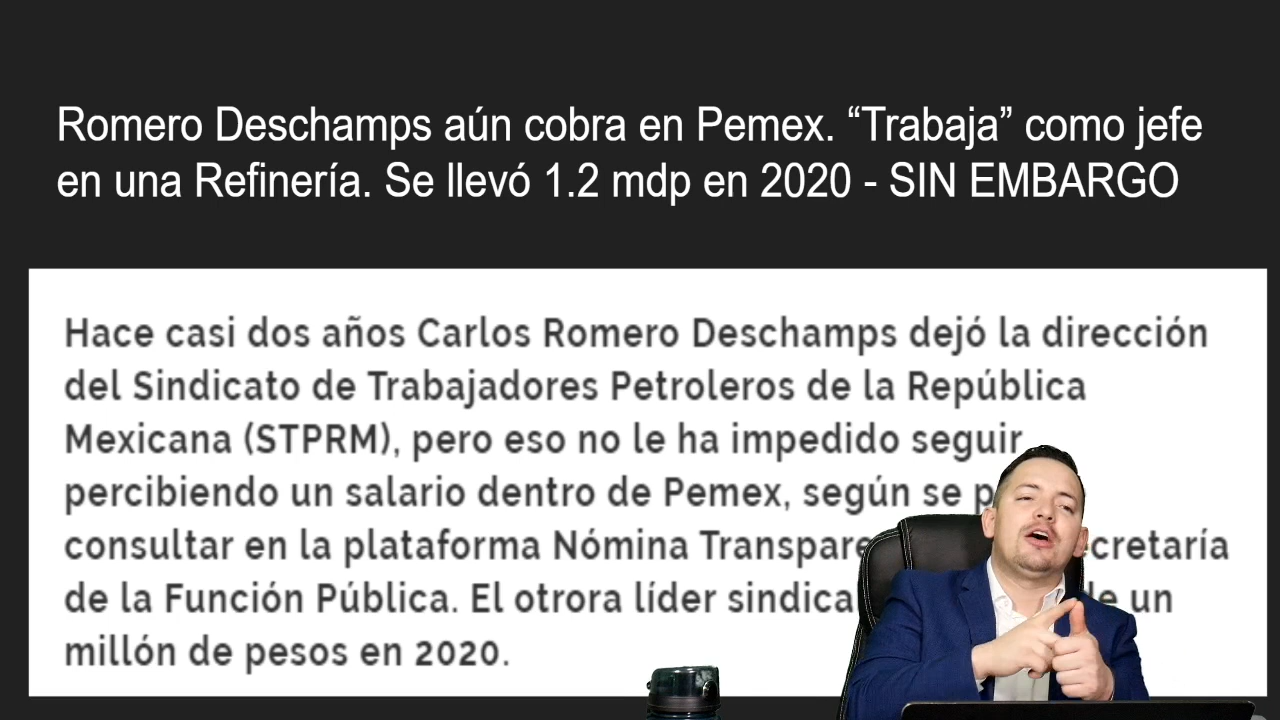 Romero Deschamps aún cobra en Pemex. “Trabaja” como jefe
en una Refinería. Se llevó 1.2 mdp en 2020 - SIN EMBARGO
Hace casi dos años Carlos Romero Deschamps dejó la dirección
del Sindicato de Trabajadores Petroleros de la República
Mexicana (STPRM), pero eso no le ha impedido seguir
percibiendo un salario dentro de Pemex, según se
consultar en la plataforma Nómina
de la Función Pública. El otrora líder un
millón de pesos en 2020.